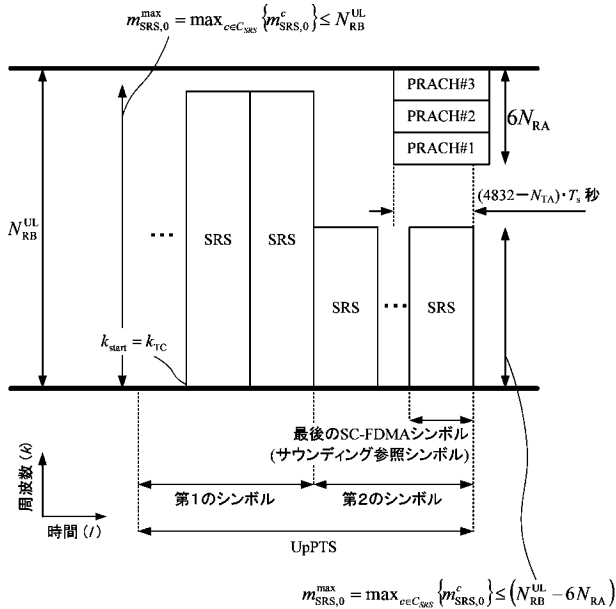 m_{SRS,0}^{max} = max_{c∈C_{SRS}} {m_{SRS,0}^{c}} ≤ N_{RB}^{UL}
PRACH#3
PRACH#2
PRACH#1
6N_{RA}
(4832−N_{TA})・T_s 秒
N_{RB}^{UL}
・・・
SRS
SRS
SRS
・・・
SRS
k_{start} = k_{TC}
最後のSC-FDMAシンボル
(サウンディング参照シンボル)
周波数(k)
時間(l)
第1のシンボル
第2のシンボル
UpPTS
m_{SRS,0}^{max} = max_{c∈C_{SRS}} {m_{SRS,0}^{c}} ≤ (N_{RB}^{UL} − 6N_{RA})